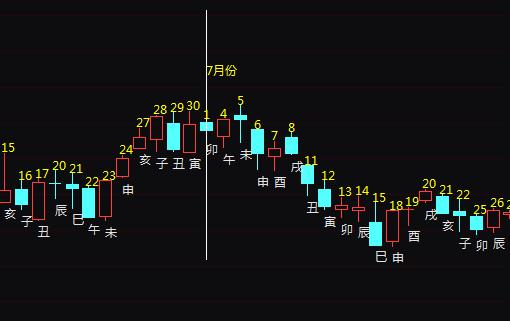 7月份
15 16 17 20 21 22 23 24 27 28 29 30 1 4 5 6 7 8 11 12 13 14 15 18 19 20 21 22 25 26
亥 子 丑 辰 巳 午 未 申 亥 子 丑 寅 卯 午 未 申 酉 戌 丑 寅 卯 辰 巳 申 酉 戌 亥 子 卯 辰